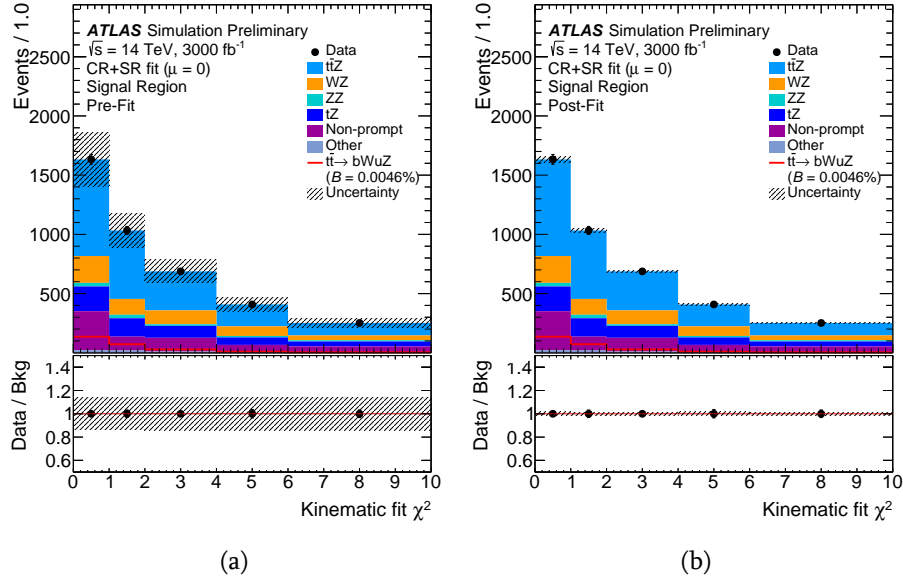 ATLAS Simulation Preliminary
√s = 14 TeV, 3000 fb⁻¹
CR+SR fit (μ = 0)
Signal Region
Pre-Fit
Data
tt̄Z
WZ
ZZ
tZ
Non-prompt
Other
tt̄→ bWuZ
(B = 0.0046%)
Uncertainty
Events / 1.0
2500
2000
1500
1000
500
Data / Bkg
1.4
1.2
1
0.8
0.6
0 1 2 3 4 5 6 7 8 9 10
Kinematic fit χ²
(a)
ATLAS Simulation Preliminary
√s = 14 TeV, 3000 fb⁻¹
CR+SR fit (μ = 0)
Signal Region
Post-Fit
Data
tt̄Z
WZ
ZZ
tZ
Non-prompt
Other
tt̄→ bWuZ
(B = 0.0046%)
Uncertainty
Events / 1.0
2500
2000
1500
1000
500
Data / Bkg
1.4
1.2
1
0.8
0.6
0 1 2 3 4 5 6 7 8 9 10
Kinematic fit χ²
(b)